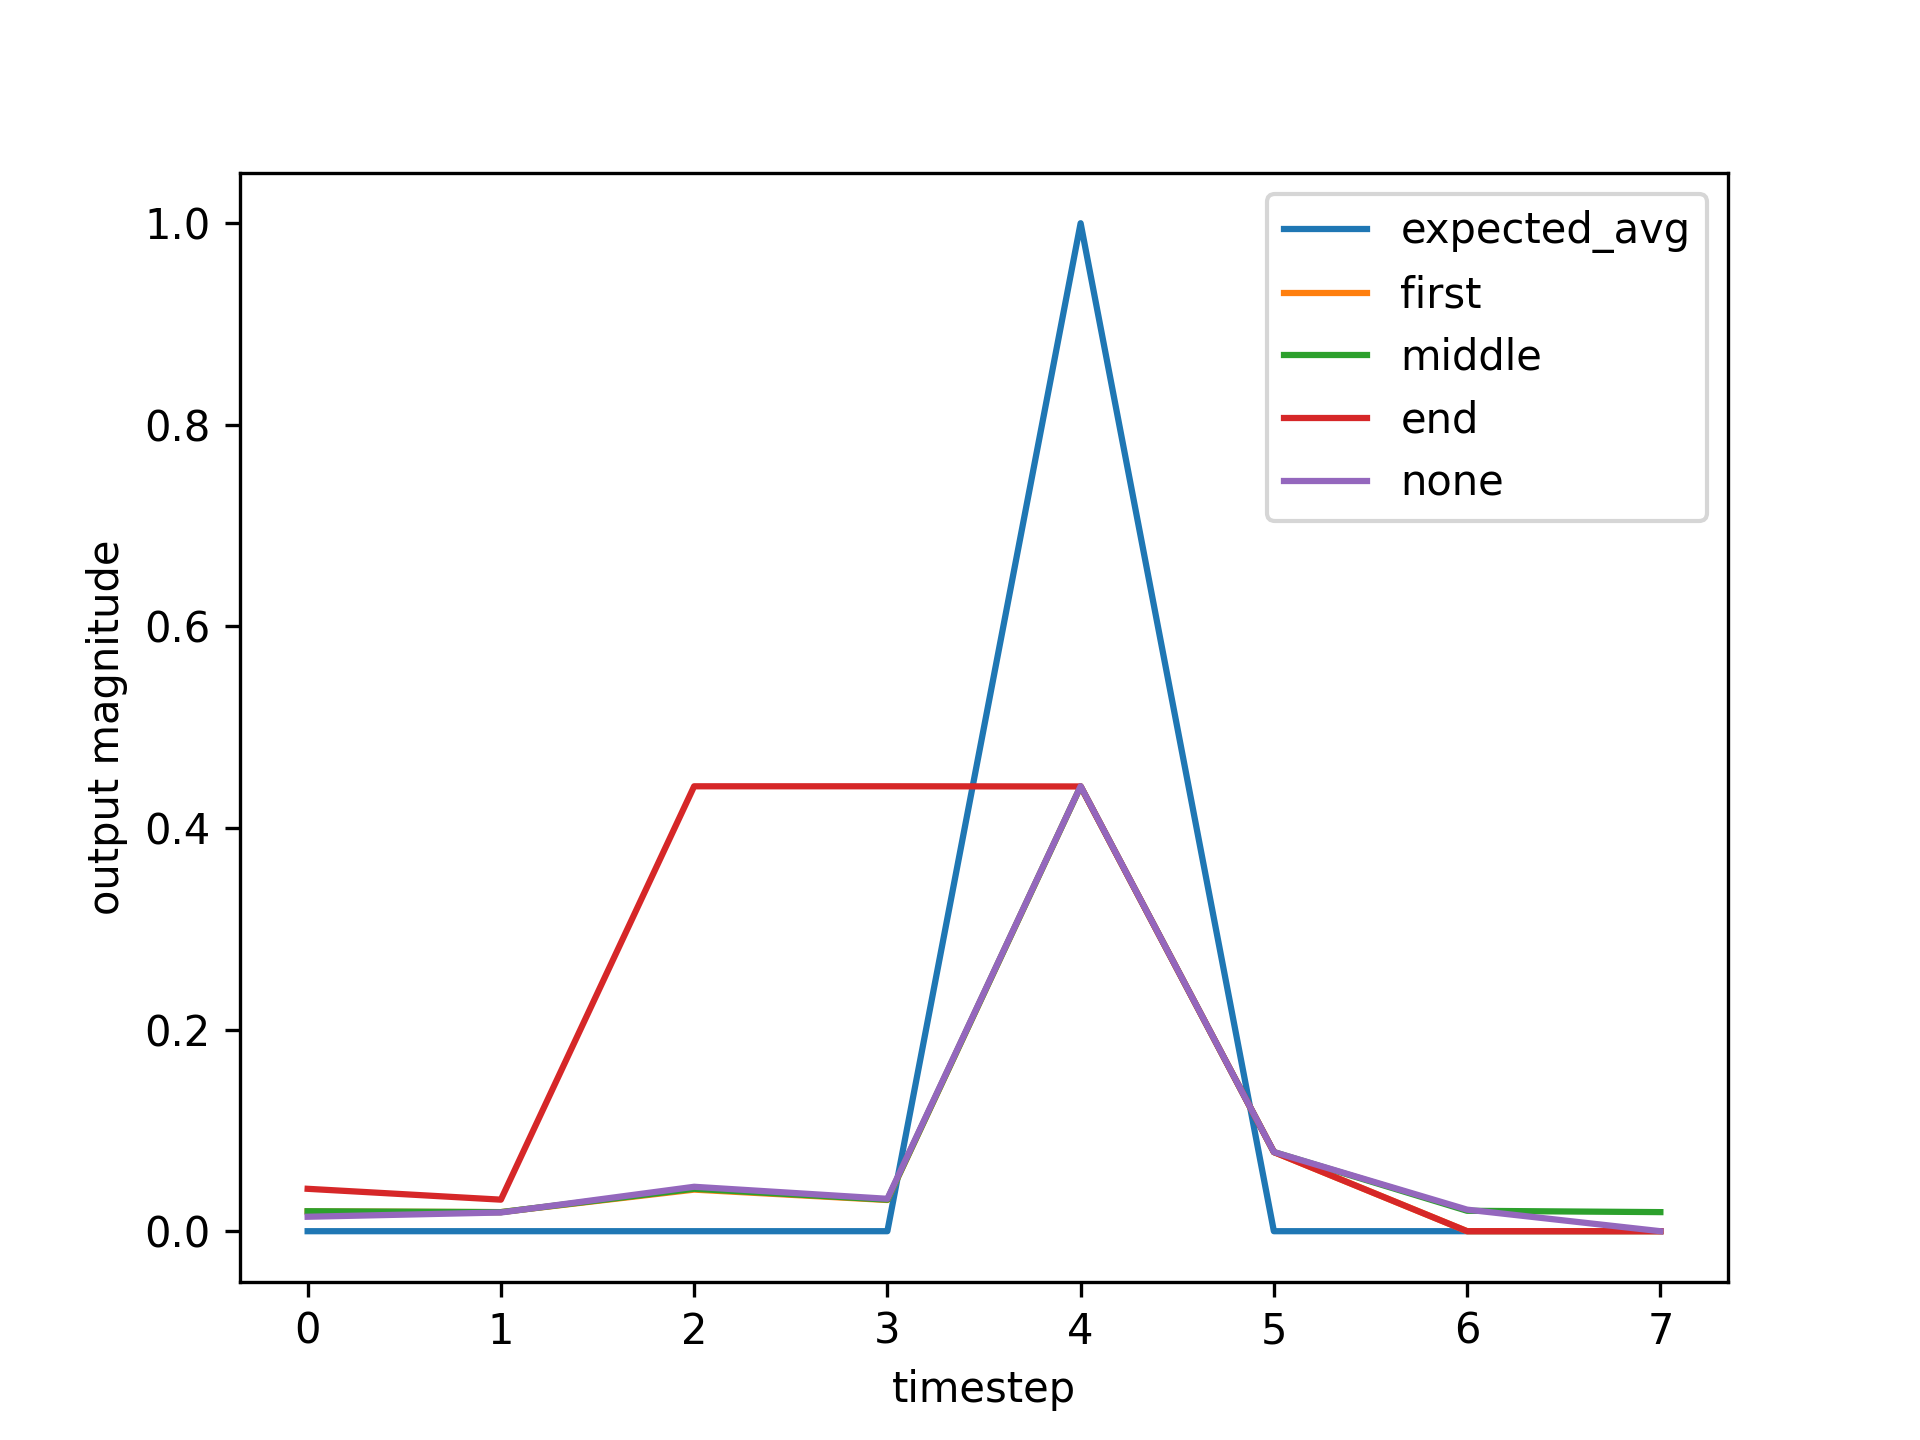 expected_avg
first
middle
end
none
1.0
0.8
0.6
0.4
0.2
0.0
output magnitude
0 1 2 3 4 5 6 7
timestep